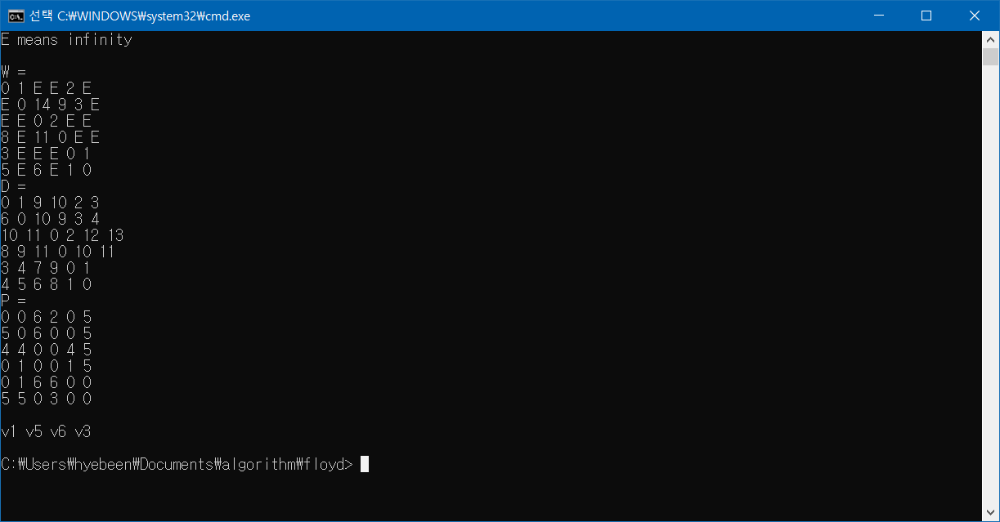 선택 C:₩WINDOWS₩system32₩cmd.exe
E means infinity
W =
0 1 E E 2 E
E 0 14 9 3 E
E E 0 2 E E
8 E 11 0 E E
3 E E E 0 1
5 E 6 E 1 0
D =
0 1 9 10 2 3
6 0 10 9 3 4
10 11 0 2 12 13
8 9 11 0 10 11
3 4 7 9 0 1
4 5 6 8 1 0
P =
0 0 6 2 0 5
5 0 6 0 0 5
4 4 0 0 4 5
0 1 0 0 1 5
0 1 6 6 0 0
5 5 0 3 0 0
v1 v5 v6 v3
C:₩Users₩hyebeen₩Documents₩algorithm₩floyd>